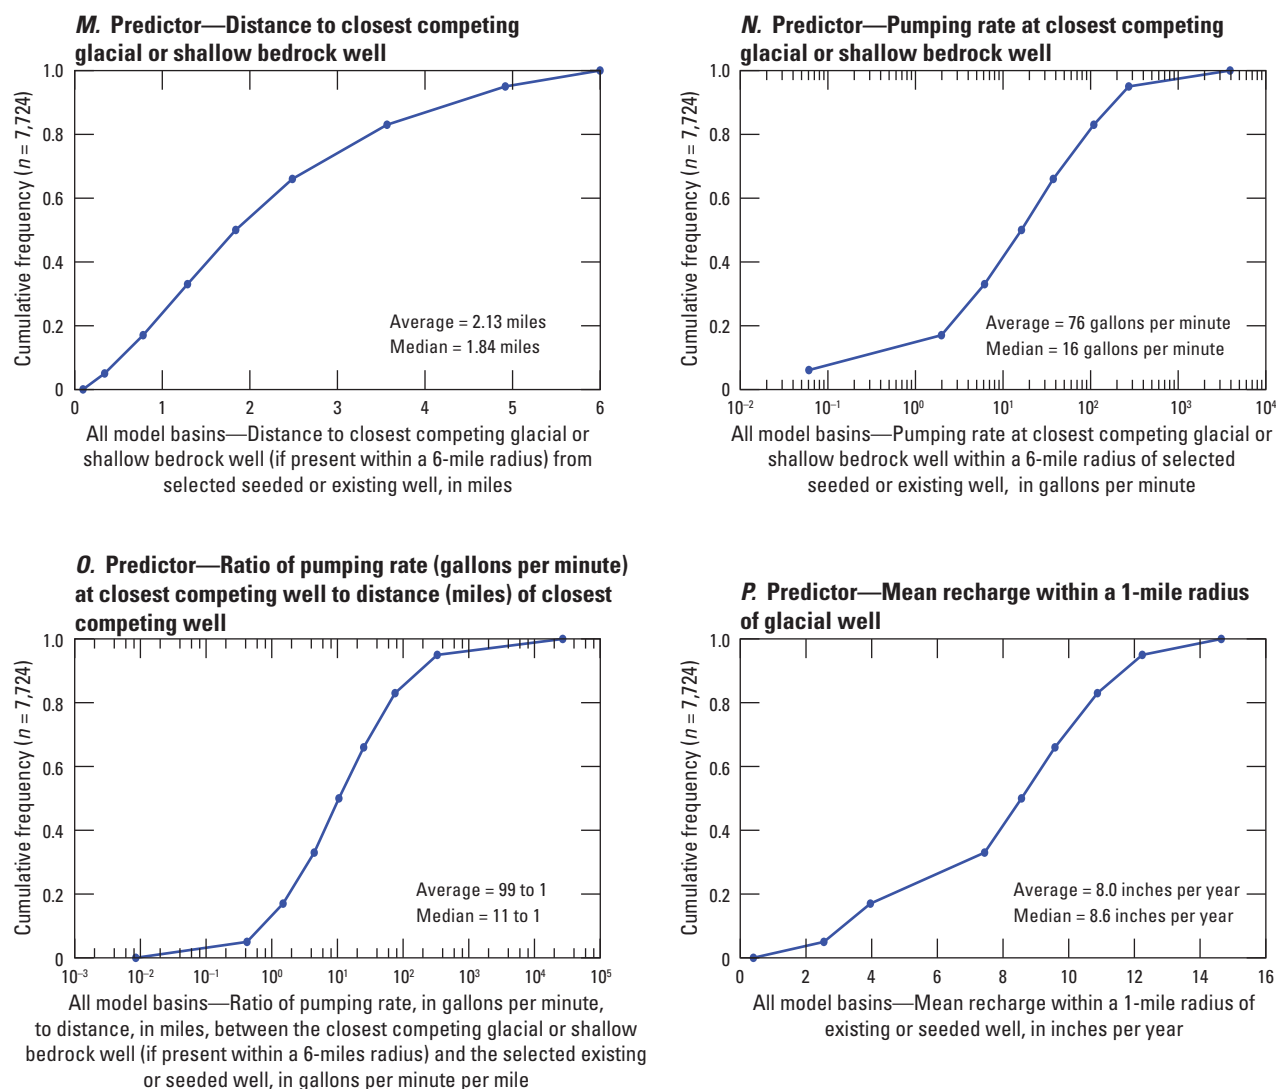 M. Predictor—Distance to closest competing
glacial or shallow bedrock well
Cumulative frequency (n = 7,724)
1.0
0.8
0.6
0.4
0.2
0
Average = 2.13 miles
Median = 1.84 miles
0 1 2 3 4 5 6
All model basins—Distance to closest competing glacial or
shallow bedrock well (if present within a 6-mile radius) from
selected seeded or existing well, in miles
N. Predictor—Pumping rate at closest competing
glacial or shallow bedrock well
Cumulative frequency (n = 7,724)
1.0
0.8
0.6
0.4
0.2
0
Average = 76 gallons per minute
Median = 16 gallons per minute
10⁻² 10⁻¹ 10⁰ 10¹ 10² 10³ 10⁴
All model basins—Pumping rate at closest competing glacial or
shallow bedrock well within a 6-mile radius of selected
seeded or existing well, in gallons per minute
O. Predictor—Ratio of pumping rate (gallons per minute)
at closest competing well to distance (miles) of closest
competing well
Cumulative frequency (n = 7,724)
1.0
0.8
0.6
0.4
0.2
0
Average = 99 to 1
Median = 11 to 1
10⁻³ 10⁻² 10⁻¹ 10⁰ 10¹ 10² 10³ 10⁴ 10⁵
All model basins—Ratio of pumping rate, in gallons per minute,
to distance, in miles, between the closest competing glacial or shallow
bedrock well (if present within a 6-miles radius) and the selected existing
or seeded well, in gallons per minute per mile
P. Predictor—Mean recharge within a 1-mile radius
of glacial well
Cumulative frequency (n = 7,724)
1.0
0.8
0.6
0.4
0.2
0
Average = 8.0 inches per year
Median = 8.6 inches per year
0 2 4 6 8 10 12 14 16
All model basins—Mean recharge within a 1-mile radius of
existing or seeded well, in inches per year